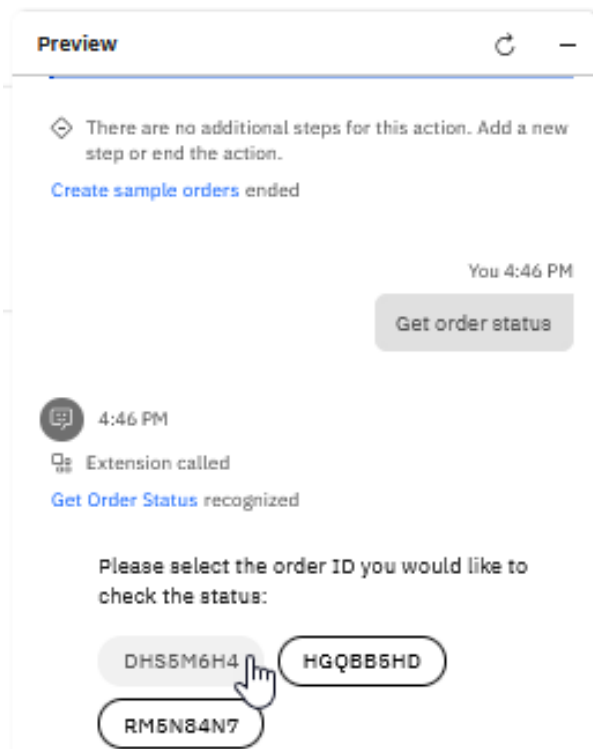 Preview
There are no additional steps for this action. Add a new
step or end the action.
Create sample orders ended
You 4:46 PM
Get order status
4:46 PM
Extension called
Get Order Status recognized
Please select the order ID you would like to
check the status:
DHS5M6H4 HGQBB5HD
RM5N84N7